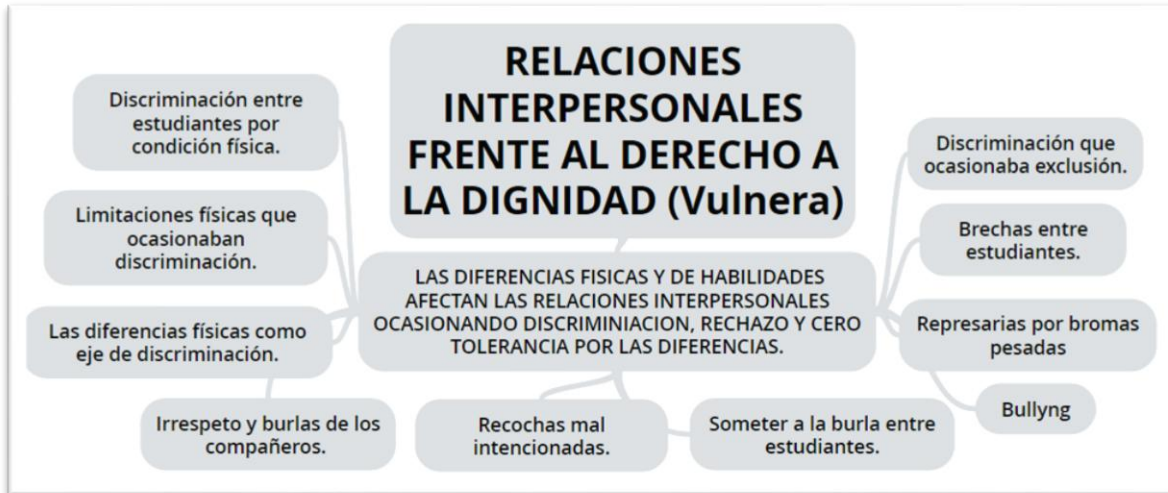 RELACIONES
INTERPERSONALES
FRENTE AL DERECHO A
LA DIGNIDAD (Vulnera)
LAS DIFERENCIAS FISICAS Y DE HABILIDADES
AFECTAN LAS RELACIONES INTERPERSONALES
OCASIONANDO DISCRIMINIACION, RECHAZO Y CERO
TOLERANCIA POR LAS DIFERENCIAS.
Discriminación entre
estudiantes por
condición física.
Limitaciones físicas que
ocasionaban
discriminación.
Las diferencias físicas como
eje de discriminación.
Irrespeto y burlas de los
compañeros.
Recochas mal
intencionadas.
Someter a la burla entre
estudiantes.
Discriminación que
ocasionaba exclusión.
Brechas entre
estudiantes.
Represarias por bromas
pesadas
Bullyng